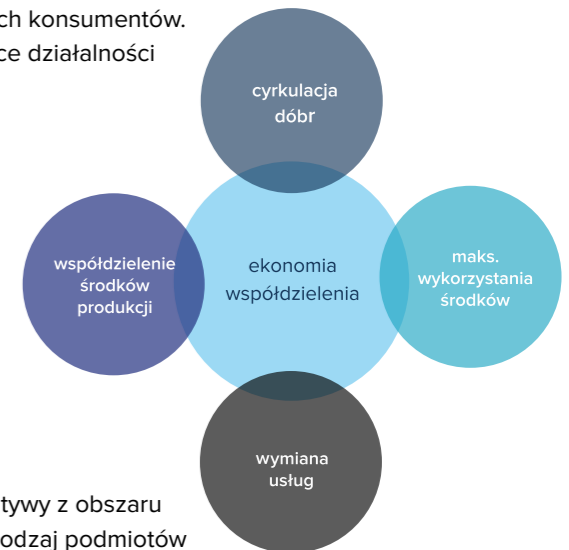 ch konsumentów.
ce działalności
cyrkulacja
dóbr
współdzielenie
środków
produkcji
ekonomia
współdzielenia
maks.
wykorzystania
środków
wymiana
usług
tywy z obszaru
odzaj podmiotów